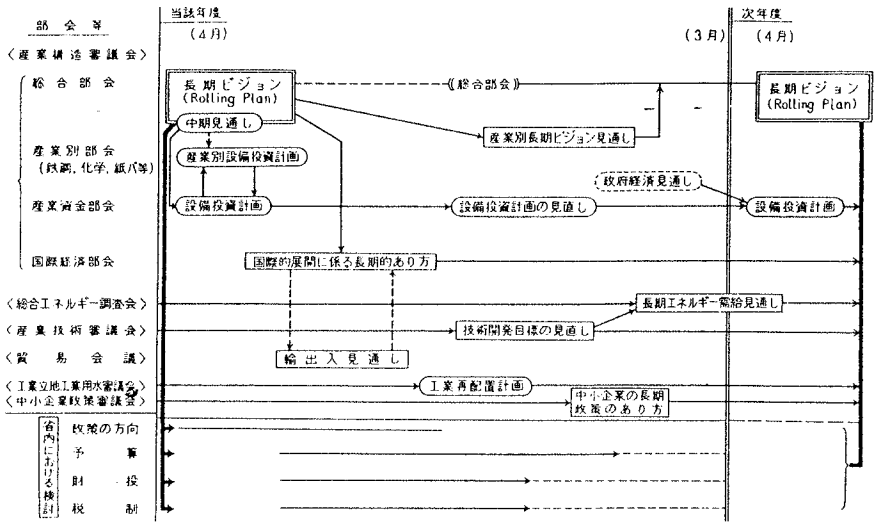 部会等
当該年度
(4月)
(3月)
次年度
(4月)
〈産業構造審議会〉
総合部会
長期ビジョン
(Rolling Plan)
((総合部会))
長期ビジョン
(Rolling Plan)
中期見通し
産業別長期ビジョン見通し
産業別部会
(鉄鋼、化学、紙パ等)
産業別設備投資計画
政府経済見通し
産業資金部会
設備投資計画
設備投資計画の見直し
設備投資計画
国際経済部会
国際的展開に係る長期的あり方
〈総合エネルギー調査会〉
長期エネルギー需給見通し
〈産業技術審議会〉
技術開発目標の見直し
〈貿易会議〉
輸出入見通し
〈工業立地工業用水審議会〉
工業再配置計画
〈中小企業政策審議会〉
中小企業の長期
政策のあり方
省内における検討
政策の方向
予算
財投
税制